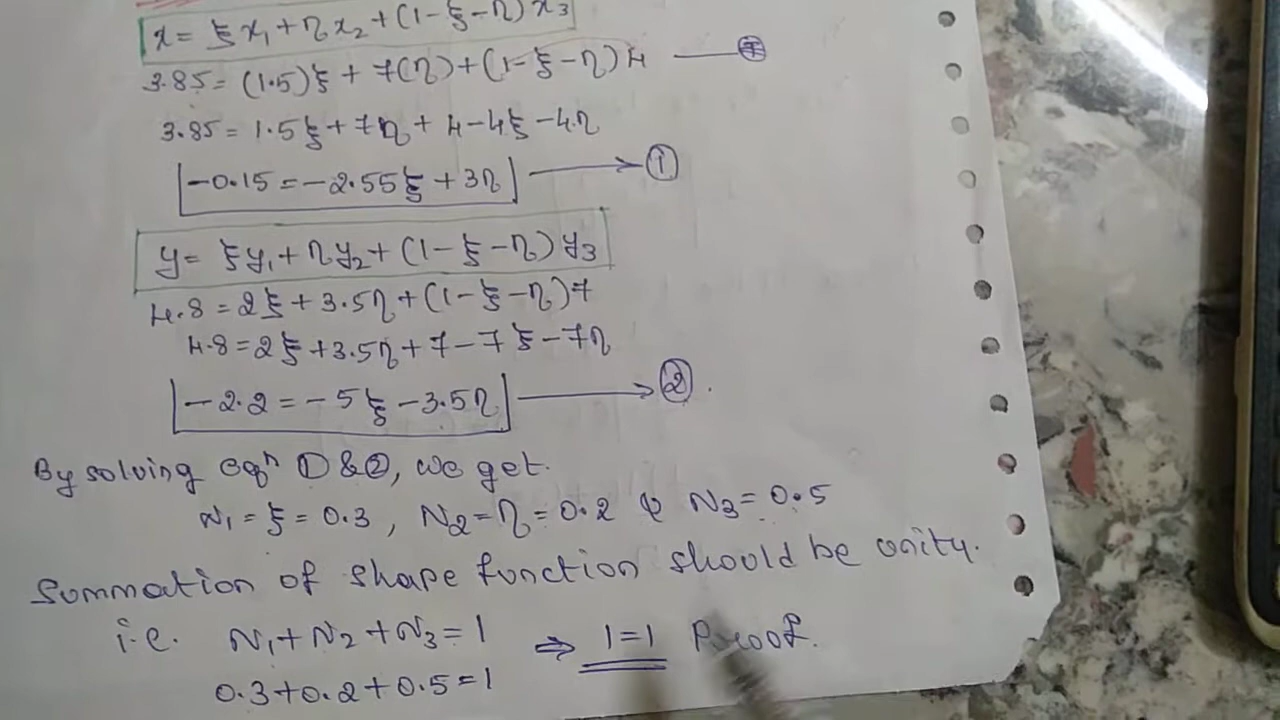 x = ξx₁ + ηx₂ + (1-ξ-η) x₃
3.85 = (1.5)ξ + 7(η) + (1-ξ-η) 4
3.85 = 1.5ξ + 7η + 4 - 4ξ - 4η
-0.15 = -2.55ξ + 3η → ①
y = ξy₁ + ηy₂ + (1-ξ-η) y₃
4.8 = 2ξ + 3.5η + (1-ξ-η) 7
4.8 = 2ξ + 3.5η + 7 - 7ξ - 7η
-2.2 = -5ξ - 3.5η → ②.
By solving eqⁿ ① & ②, we get.
N₁ = ξ = 0.3, N₂ = η = 0.2 & N₃ = 0.5
Summation of shape function should be unity.
i.e. N₁ + N₂ + N₃ = 1 ⇒ 1=1 Proof.
0.3 + 0.2 + 0.5 = 1